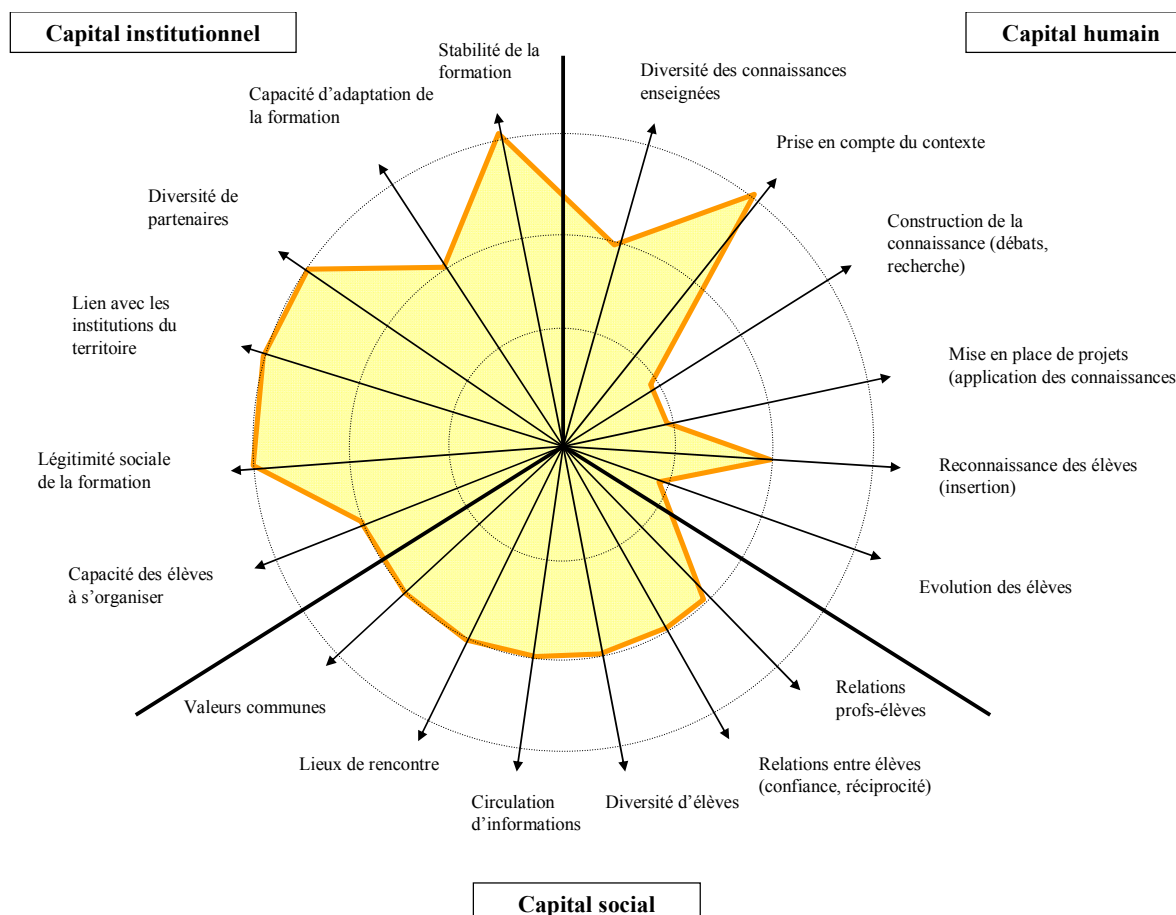 Capital institutionnel
Capital humain
Stabilité de la
formation
Diversité des connaissances
enseignées
Capacité d’adaptation de
la formation
Prise en compte du contexte
Diversité de
partenaires
Construction de la
connaissance (débats,
recherche)
Lien avec les
institutions du
territoire
Mise en place de projets
(application des connaissances
Légitimité sociale
de la formation
Reconnaissance des élèves
(insertion)
Capacité des élèves
à s’organiser
Evolution des élèves
Valeurs communes
Relations
profs-élèves
Lieux de rencontre
Relations entre élèves
(confiance, réciprocité)
Circulation
d’informations
Diversité d’élèves
Capital social